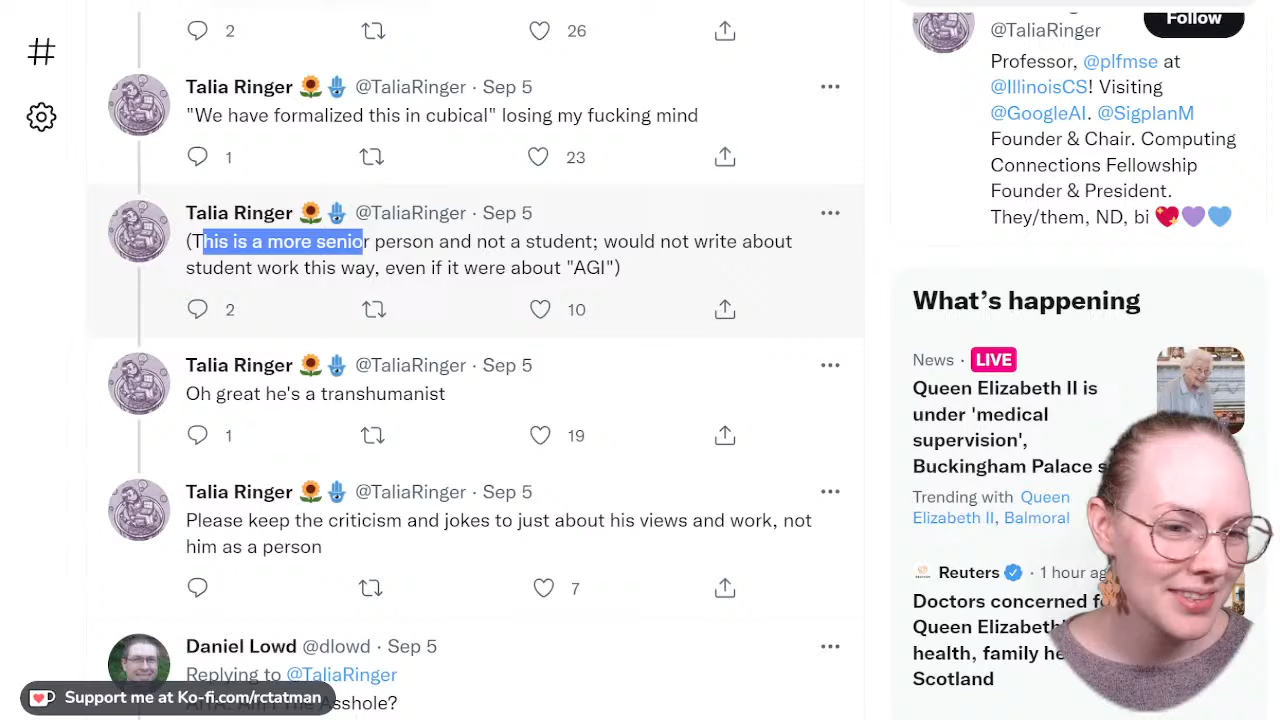 2 26
Talia Ringer 🌻🪬 @TaliaRinger · Sep 5
"We have formalized this in cubical" losing my fucking mind
1 23
Talia Ringer 🌻🪬 @TaliaRinger · Sep 5
(This is a more senior person and not a student; would not write about
student work this way, even if it were about "AGI")
2 10
Talia Ringer 🌻🪬 @TaliaRinger · Sep 5
Oh great he's a transhumanist
1 19
Talia Ringer 🌻🪬 @TaliaRinger · Sep 5
Please keep the criticism and jokes to just about his views and work, not
him as a person
7
Daniel Lowd @dlowd · Sep 5
Replying to @TaliaRinger
Asshole?
Support me at Ko-fi.com/rctatman
Follow
@TaliaRinger
Professor, @plfmse at
@IllinoisCS! Visiting
@GoogleAI. @SigplanM
Founder & Chair. Computing
Connections Fellowship
Founder & President.
They/them, ND, bi 💖💜💙
What's happening
News · LIVE
Queen Elizabeth II is
under 'medical
supervision',
Buckingham Palace s
Trending with Queen
Elizabeth II, Balmoral
Reuters · 1 hour ag
Doctors concerned f
Queen Elizabeth'
health, family he
Scotland